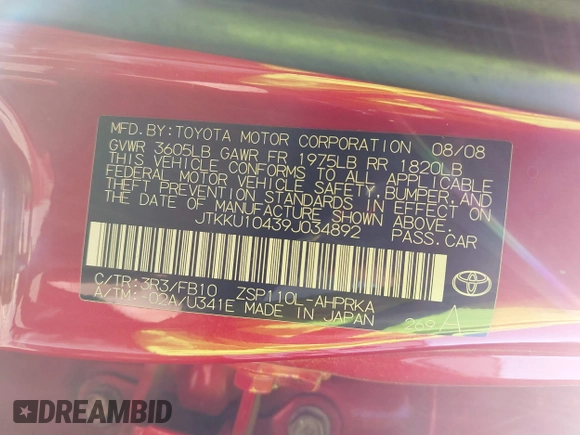 MFD.BY:TOYOTA MOTOR CORPORATION 08/08
GVWR 3605LB GAWR FR 1975LB RR 1820LB
THIS VEHICLE CONFORMS TO ALL APPLICABLE
FEDERAL MOTOR VEHICLE SAFETY,BUMPER,AND
THEFT PREVENTION STANDARDS IN EFFECT ON
THE DATE OF MANUFACTURE SHOWN ABOVE.
JTKKU10439J034892 PASS.CAR
C/TR:3R3/FB10 ZSP110L-AHPRKA
A/TM:-02A/U341E MADE IN JAPAN
269 A
DREAMBID